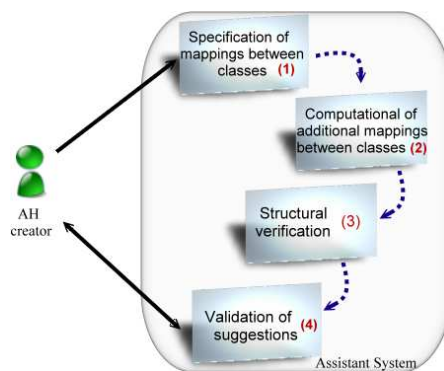 Specification of
mappings between
classes (1)
Computational of
additional mappings
between classes (2)
AH
creator
Structural
verification (3)
Validation of
suggestions (4)
Assistant System